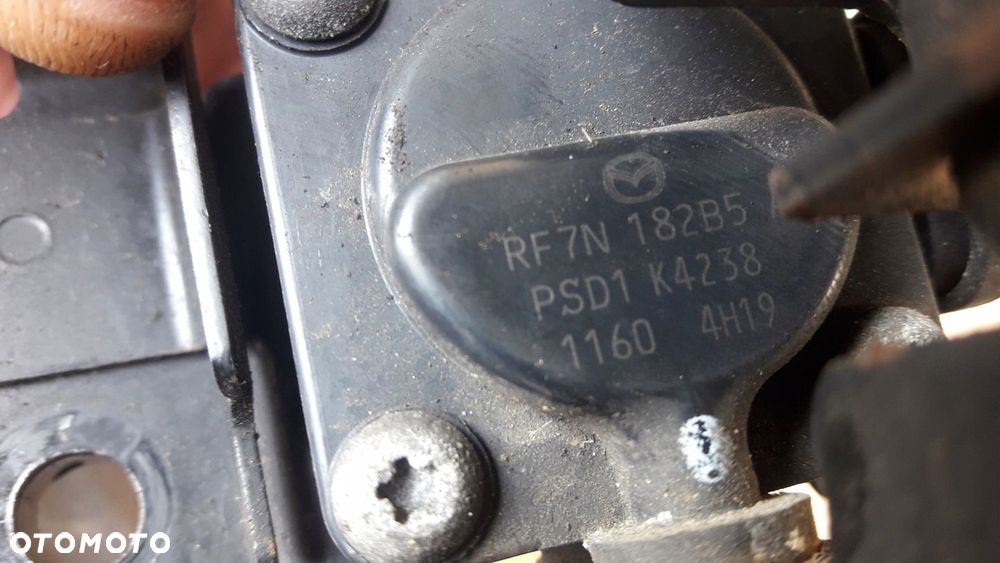 RF7N 182B5
PSD1 K4238
1160 4H19
OTOMOTO